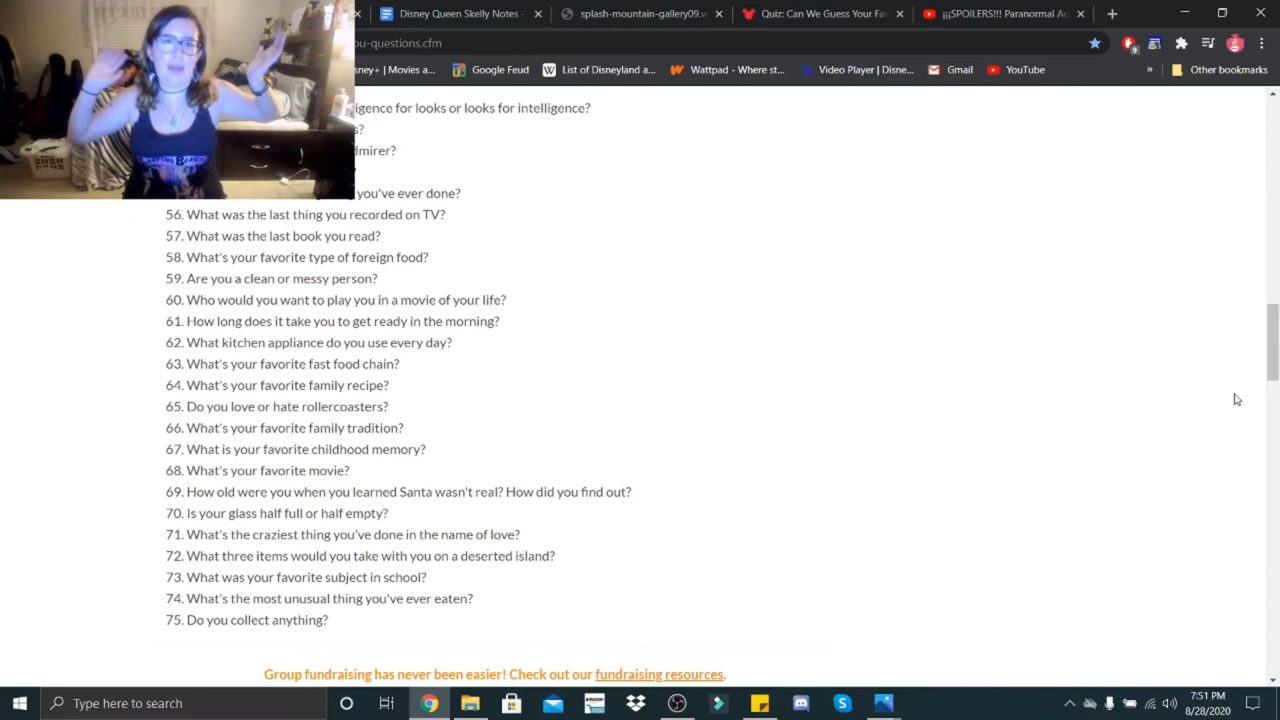 Disney Queen Skelly Notes -
splash-mountain-gallery09.w
Quiz: Can We Guess Your Fav
¡¡¡SPOILERS!!! Paranormal Ac
ou-questions.cfm
sney+ | Movies a...
Google Feud
List of Disneyland a...
Wattpad - Where st...
Video Player | Disne...
Gmail
YouTube
»
Other bookmarks
igence for looks or looks for intelligence?
s?
dmirer?
you've ever done?
56. What was the last thing you recorded on TV?
57. What was the last book you read?
58. What's your favorite type of foreign food?
59. Are you a clean or messy person?
60. Who would you want to play you in a movie of your life?
61. How long does it take you to get ready in the morning?
62. What kitchen appliance do you use every day?
63. What's your favorite fast food chain?
64. What's your favorite family recipe?
65. Do you love or hate rollercoasters?
66. What's your favorite family tradition?
67. What is your favorite childhood memory?
68. What's your favorite movie?
69. How old were you when you learned Santa wasn't real? How did you find out?
70. Is your glass half full or half empty?
71. What's the craziest thing you've done in the name of love?
72. What three items would you take with you on a deserted island?
73. What was your favorite subject in school?
74. What's the most unusual thing you've ever eaten?
75. Do you collect anything?
Group fundraising has never been easier! Check out our fundraising resources.
Type here to search
7:51 PM
8/28/2020